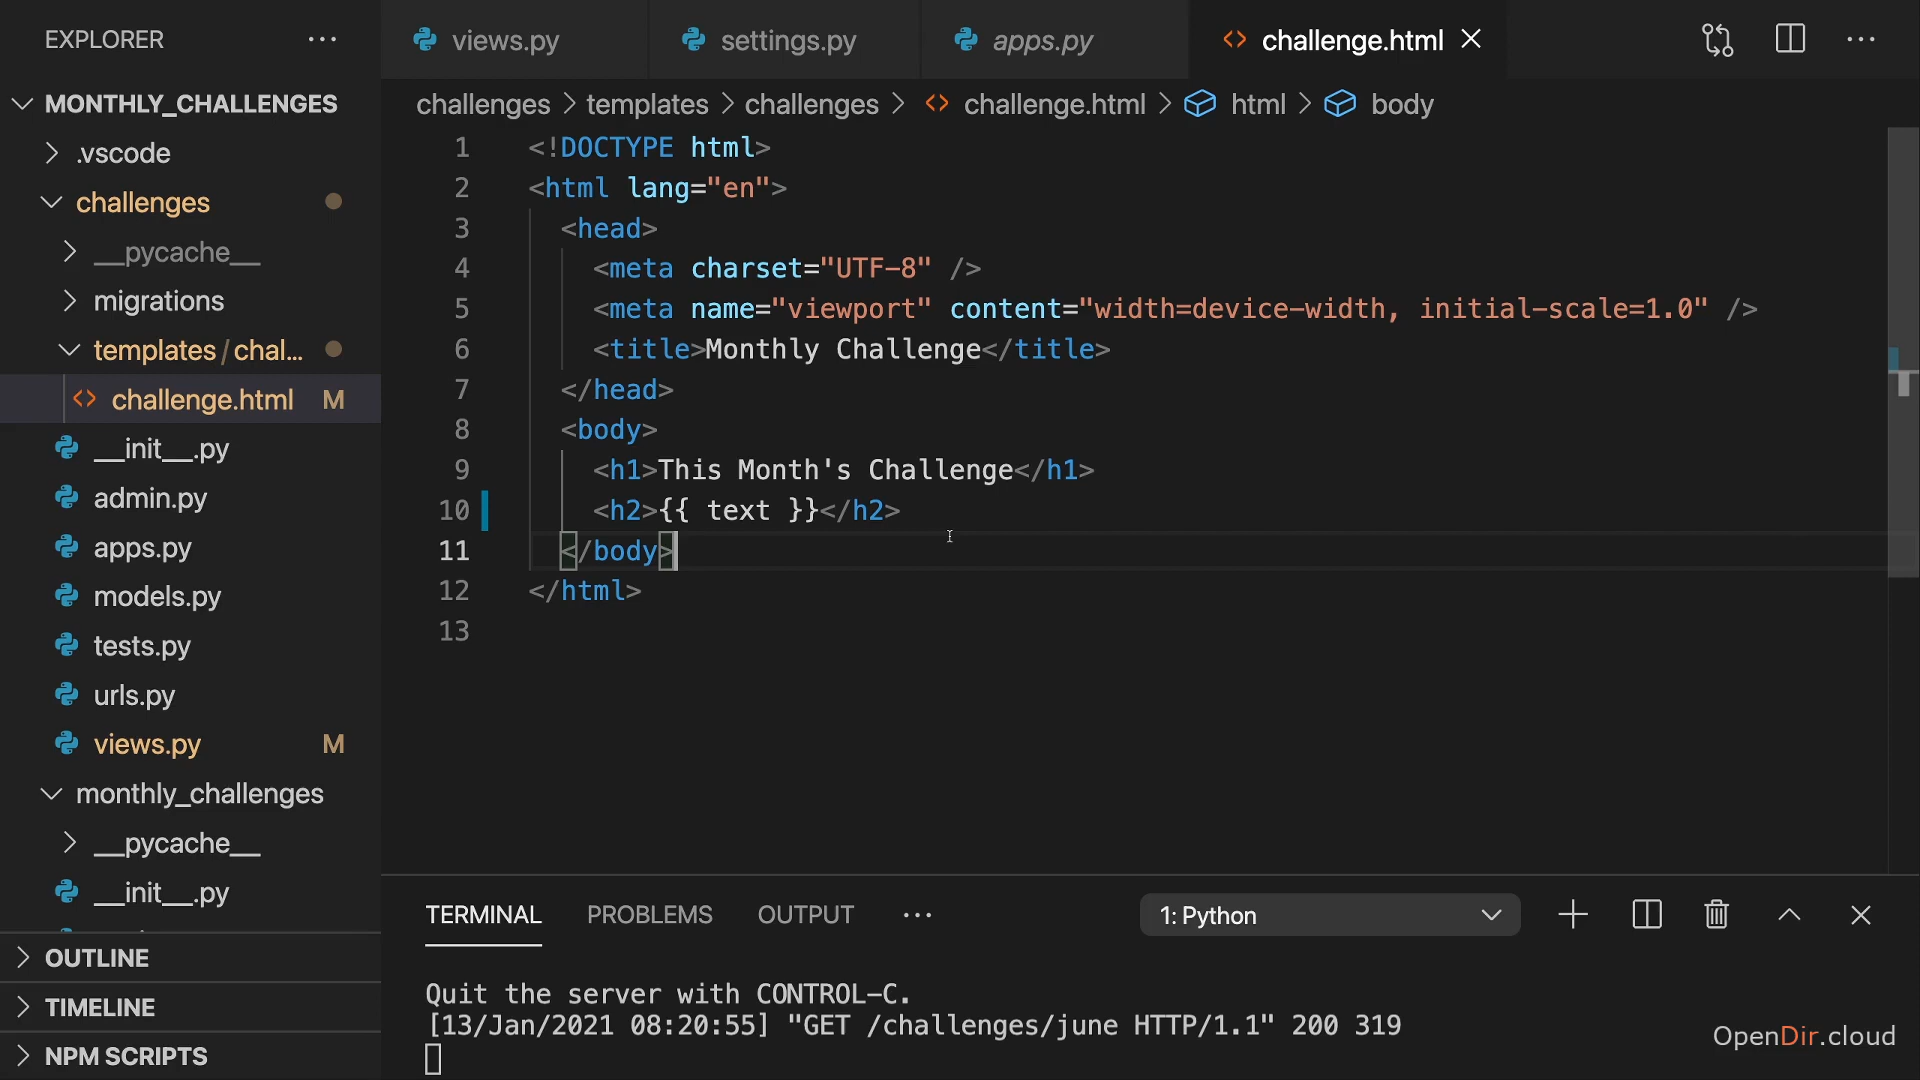 EXPLORER
views.py
settings.py
apps.py
challenge.html
MONTHLY_CHALLENGES
.vscode
challenges
__pycache__
migrations
templates / chal...
challenge.html M
__init__.py
admin.py
apps.py
models.py
tests.py
urls.py
views.py M
monthly_challenges
__pycache__
__init__.py
OUTLINE
TIMELINE
NPM SCRIPTS
challenges > templates > challenges > challenge.html > html > body
1 <!DOCTYPE html>
2 <html lang="en">
3 <head>
4 <meta charset="UTF-8" />
5 <meta name="viewport" content="width=device-width, initial-scale=1.0" />
6 <title>Monthly Challenge</title>
7 </head>
8 <body>
9 <h1>This Month's Challenge</h1>
10 <h2>{{ text }}</h2>
11 </body>
12 </html>
13
TERMINAL PROBLEMS OUTPUT
1: Python
Quit the server with CONTROL-C.
[13/Jan/2021 08:20:55] "GET /challenges/june HTTP/1.1" 200 319
OpenDir.cloud